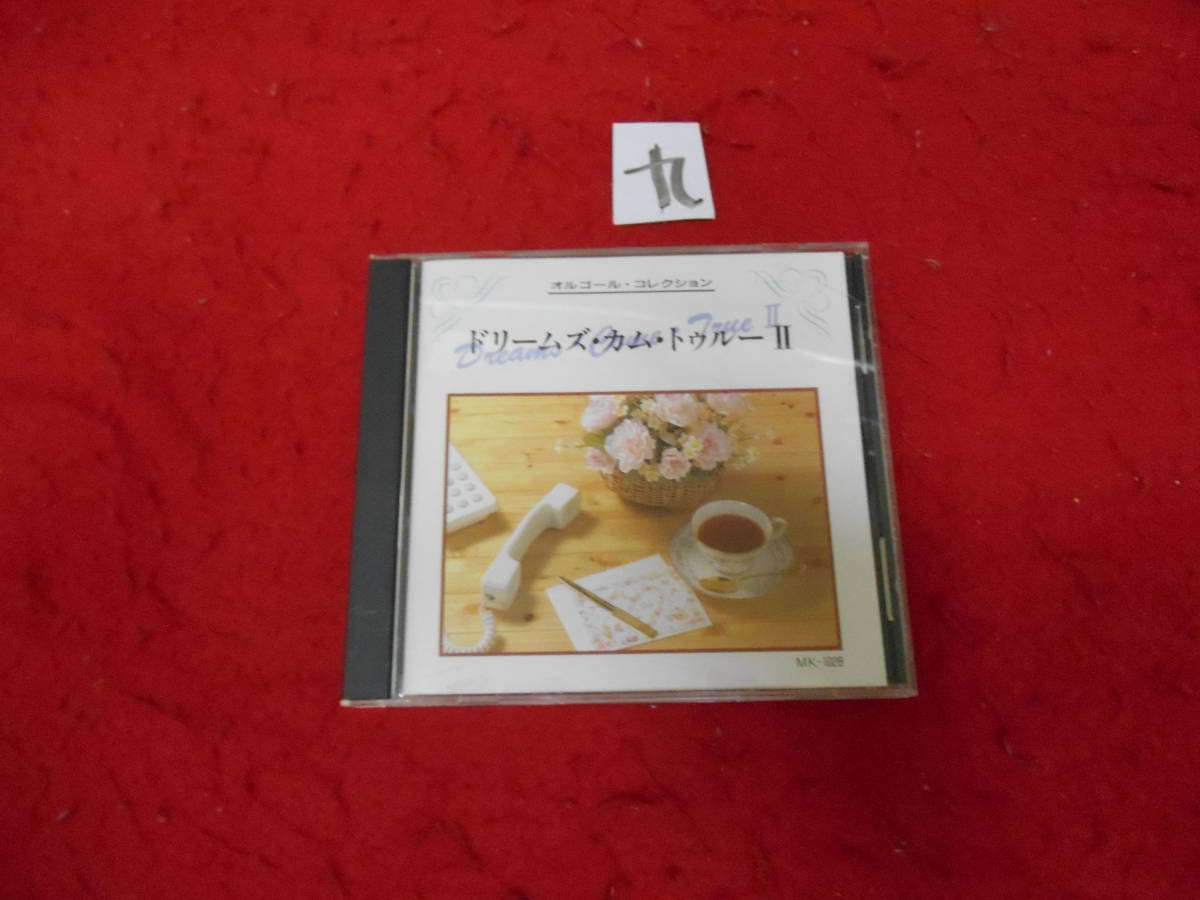 九
オルゴール・コレクション
ドリームズ・カム・トゥルーⅡ
Dreams Come True Ⅱ
MK-1028